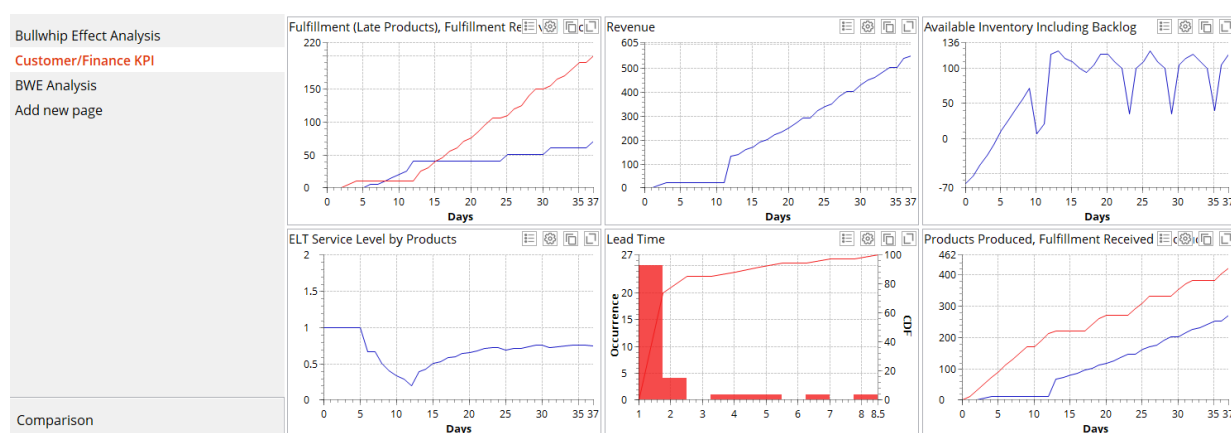 Bullwhip Effect Analysis
Customer/Finance KPI
BWE Analysis
Add new page
Comparison
Fulfillment (Late Products), Fulfillment Re
220
150
100
50
0
0 5 10 15 20 25 30 35 37
Days
Revenue
605
500
400
300
200
100
0
0 5 10 15 20 25 30 35 37
Days
Available Inventory Including Backlog
136
100
50
0
-70
0 5 10 15 20 25 30 35 37
Days
ELT Service Level by Products
2
1.5
1
0.5
0
0 5 10 15 20 25 30 35 37
Days
Lead Time
27
20
15
10
5
0
Occurrence
100
80
60
40
20
0
CDF
1 2 3 4 5 6 7 8 8.5
Products Produced, Fulfillment Received
462
400
300
200
100
0
0 5 10 15 20 25 30 35 37
Days